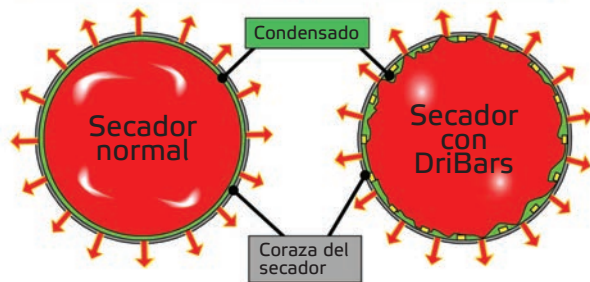 Condensado
Secador
normal
Secador
con
DriBars
Coraza del
secador